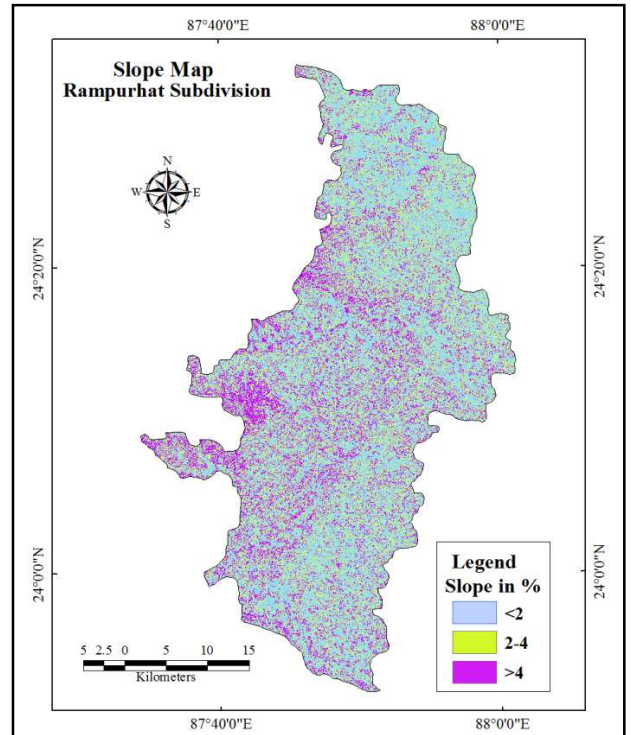 87°40'0"E 88°0'0"E
Slope Map
Rampurhat Subdivision
N
W E
S
24°20'0"N 24°20'0"N
24°0'0"N 24°0'0"N
Legend
Slope in %
<2
2-4
>4
5 2.5 0 5 10 15
Kilometers
87°40'0"E 88°0'0"E